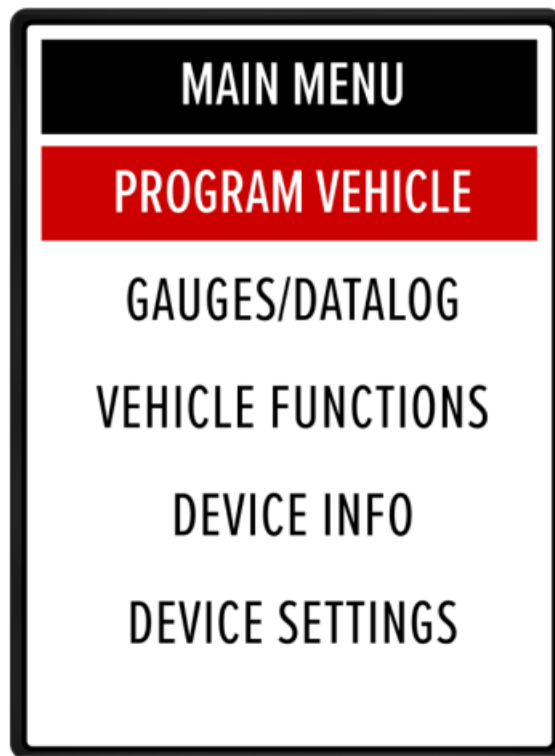 MAIN MENU
PROGRAM VEHICLE
GAUGES/DATALOG
VEHICLE FUNCTIONS
DEVICE INFO
DEVICE SETTINGS